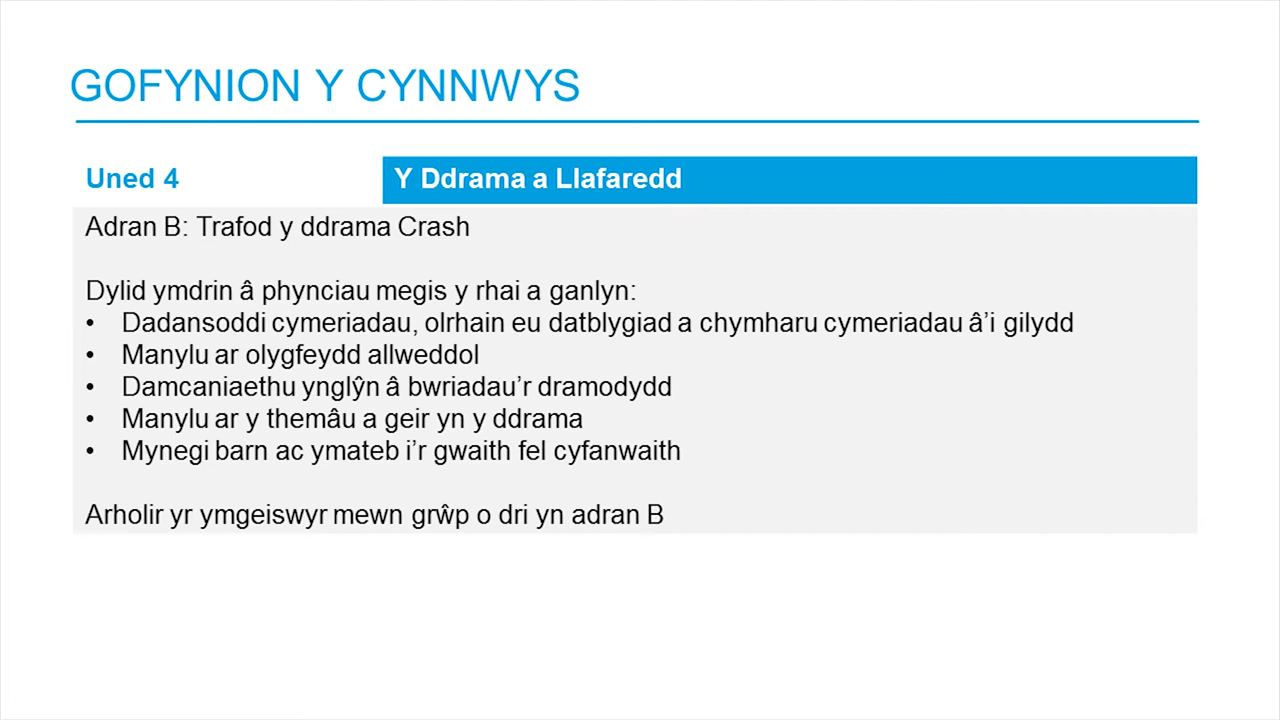 GOFYNION Y CYNNWYS
Uned 4
Y Ddrama a Llafaredd
Adran B: Trafod y ddrama Crash
Dylid ymdrin â phynciau megis y rhai a ganlyn:
• Dadansoddi cymeriadau, olrhain eu datblygiad a chymharu cymeriadau â’i gilydd
• Manylu ar olygfeydd allweddol
• Damcaniaethu ynglŷn â bwriadau’r dramodydd
• Manylu ar y themâu a geir yn y ddrama
• Mynegi barn ac ymateb i’r gwaith fel cyfanwaith
Arholir yr ymgeiswyr mewn grŵp o dri yn adran B